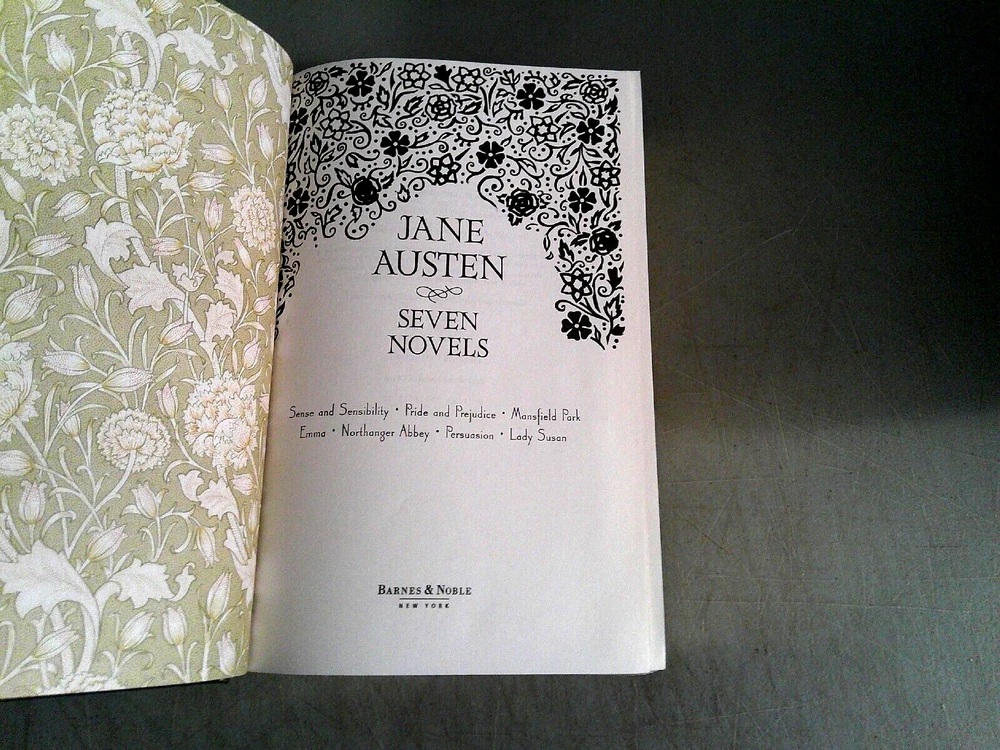 JANE
AUSTEN
SEVEN
NOVELS
Sense and Sensibility • Pride and Prejudice • Mansfield Park
Emma • Northanger Abbey • Persuasion • Lady Susan
BARNES & NOBLE
NEW YORK